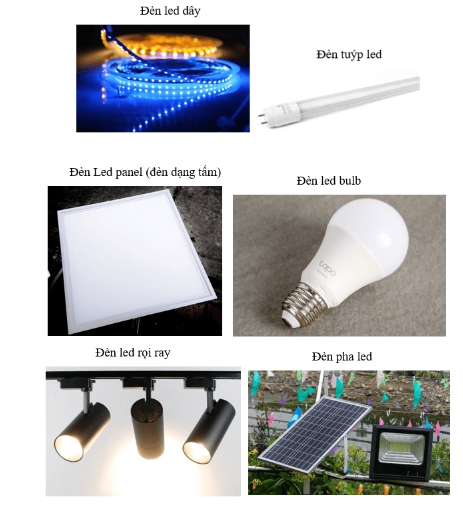 Đèn led dây
Đèn tuýp led
Đèn Led panel (đèn dạng tấm)
Đèn led bulb
tapo
Đèn led rọi ray
Đèn pha led